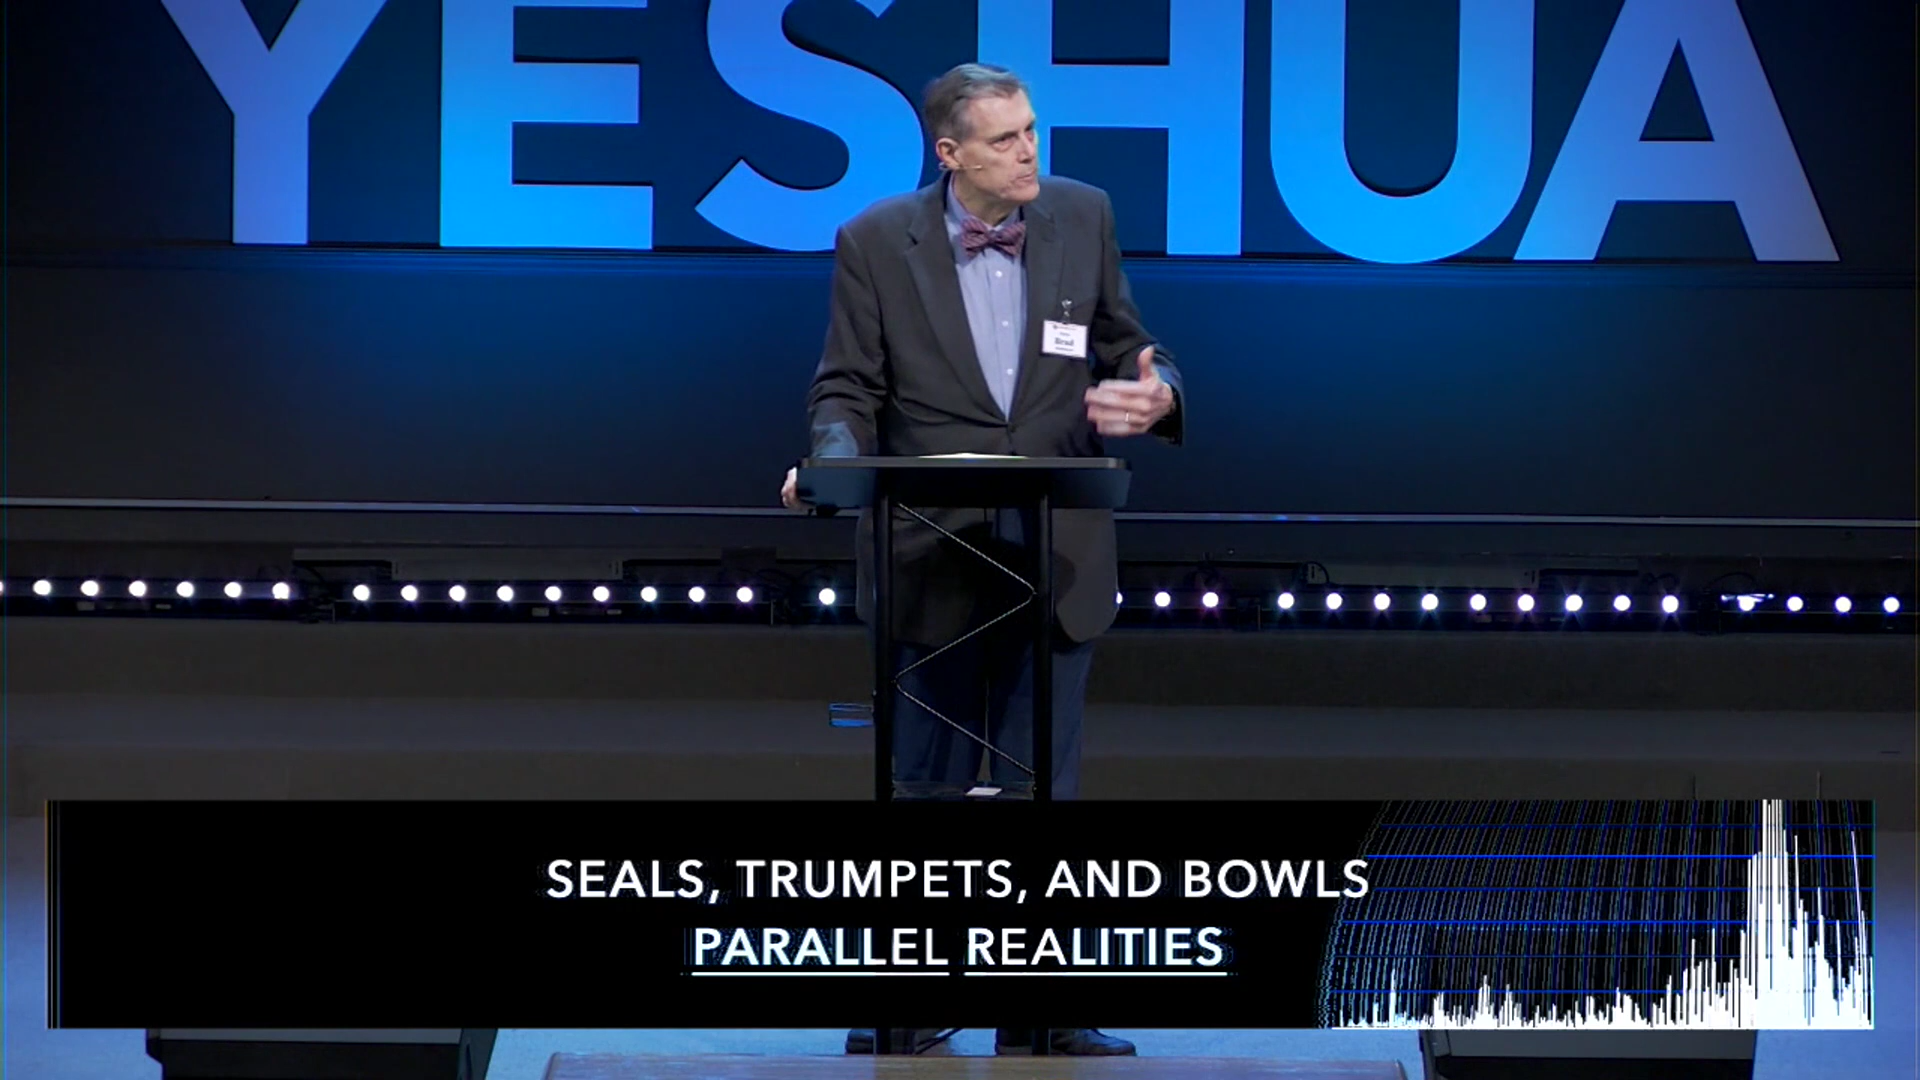 YESHUA
Brad
SEALS, TRUMPETS, AND BOWLS
PARALLEL REALITIES